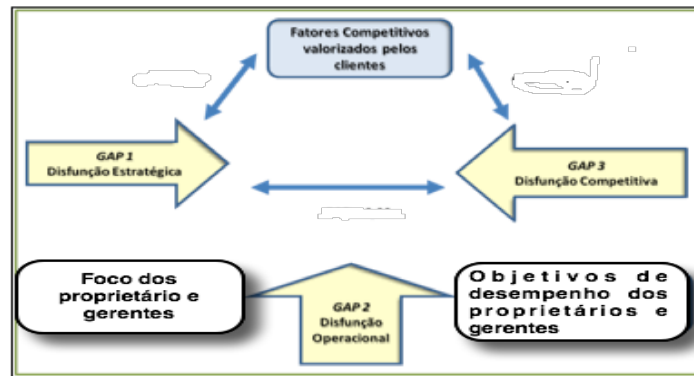 Fatores Competitivos
valorizados pelos
clientes
GAP 1
Disfunção Estratégica
GAP 3
Disfunção Competitiva
Foco dos
proprietário e
gerentes
GAP 2
Disfunção
Operacional
Objetivos de
desempenho dos
proprietários e
gerentes